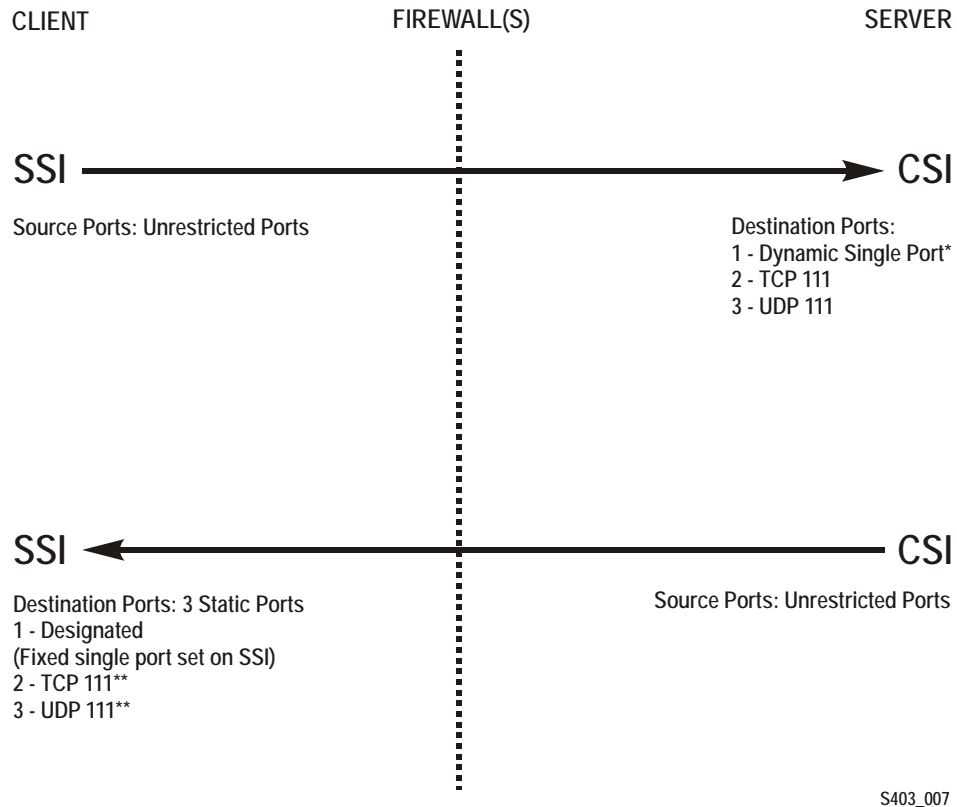 CLIENT
FIREWALL(S)
SERVER
SSI
CSI
Source Ports: Unrestricted Ports
Destination Ports:
1 - Dynamic Single Port*
2 - TCP 111
3 - UDP 111
SSI
CSI
Destination Ports: 3 Static Ports
1 - Designated
(Fixed single port set on SSI)
2 - TCP 111**
3 - UDP 111**
Source Ports: Unrestricted Ports
S403_007